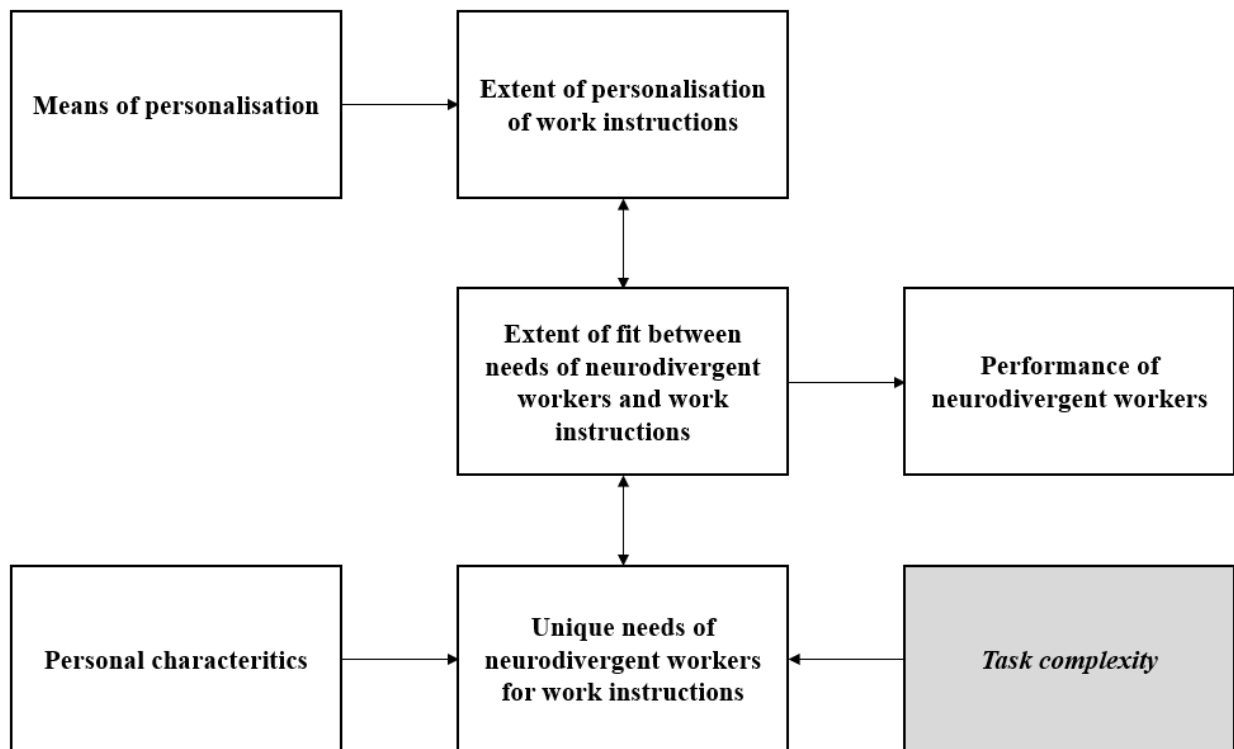 Means of personalisation
Extent of personalisation
of work instructions
Extent of fit between
needs of neurodivergent
workers and work
instructions
Performance of
neurodivergent workers
Personal characteritics
Unique needs of
neurodivergent workers
for work instructions
Task complexity